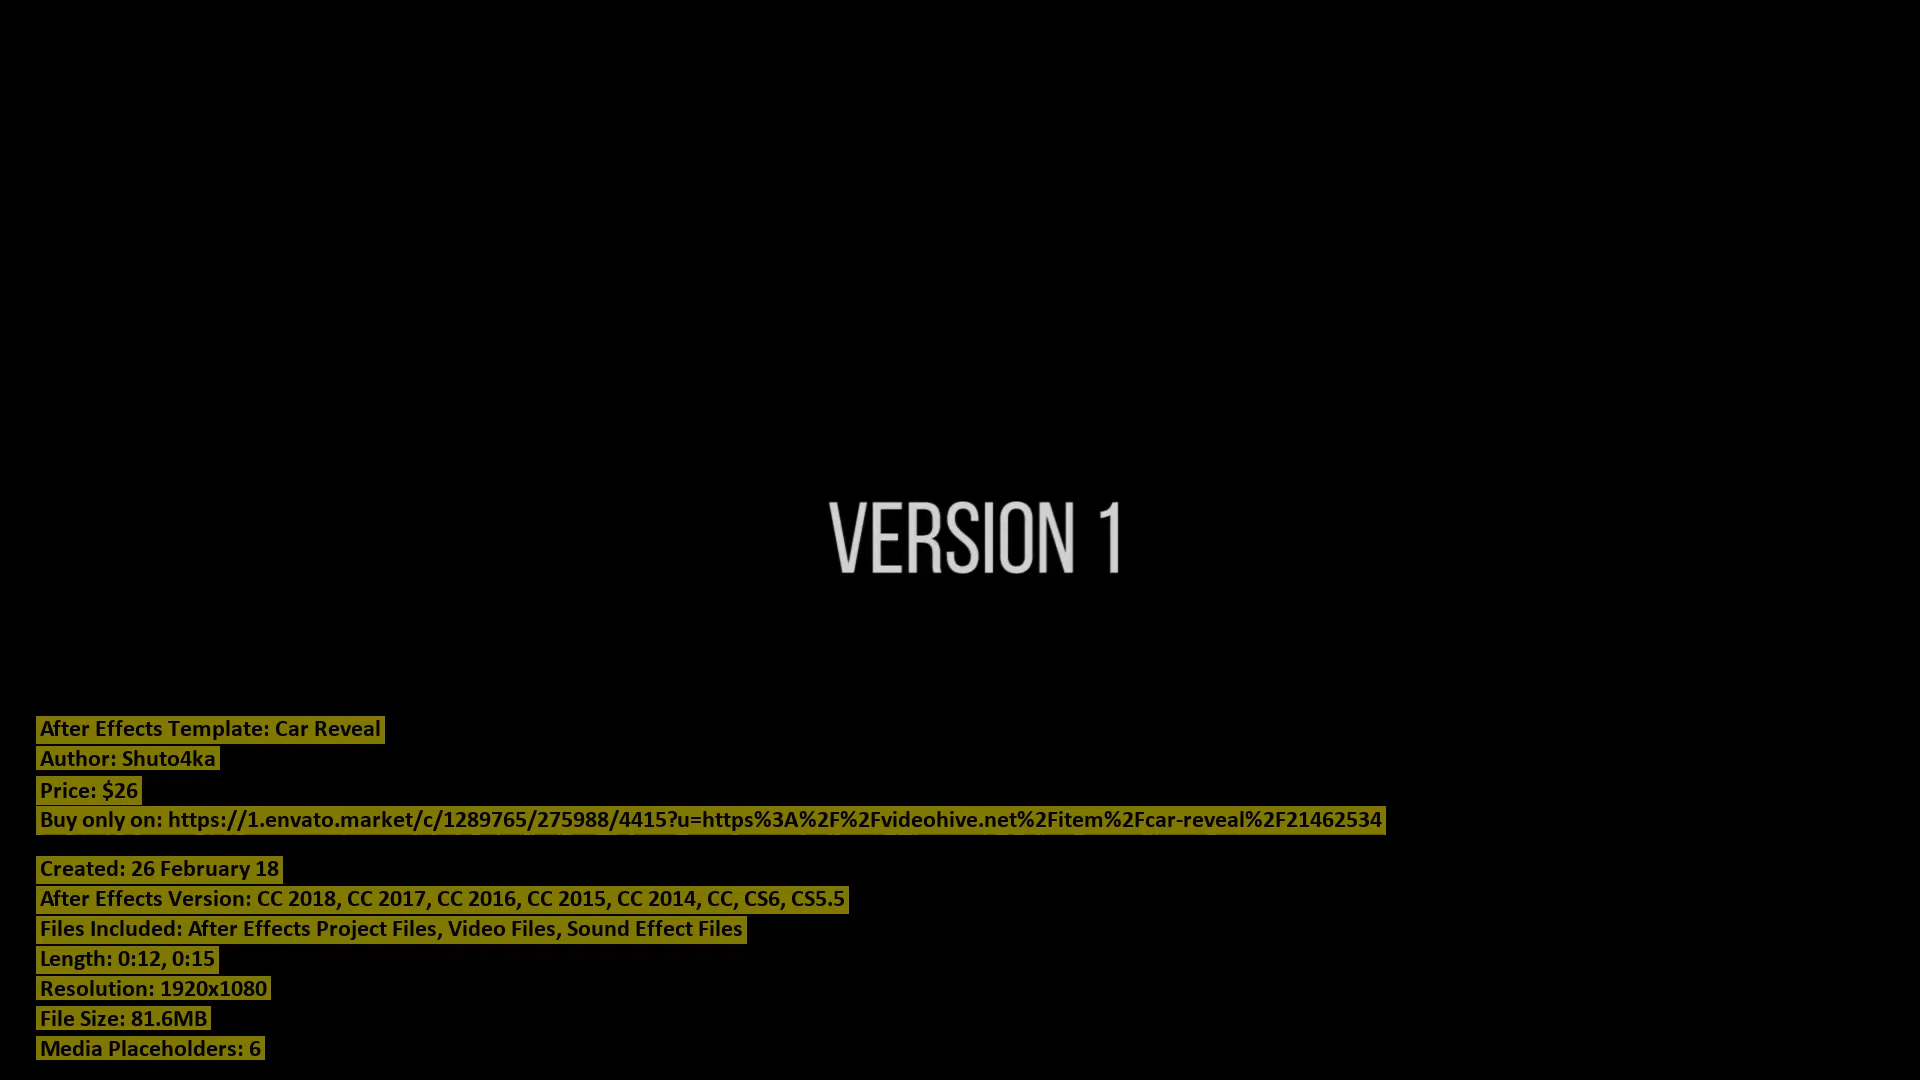 VERSION 1
After Effects Template: Car Reveal
Author: Shuto4ka
Price: $26
Buy only on: https://1.envato.market/c/1289765/275988/4415?u=https%3A%2F%2Fvideohive.net%2Fitem%2Fcar-reveal%2F21462534
Created: 26 February 18
After Effects Version: CC 2018, CC 2017, CC 2016, CC 2015, CC 2014, CC, CS6, CS5.5
Files Included: After Effects Project Files, Video Files, Sound Effect Files
Length: 0:12, 0:15
Resolution: 1920x1080
File Size: 81.6MB
Media Placeholders: 6